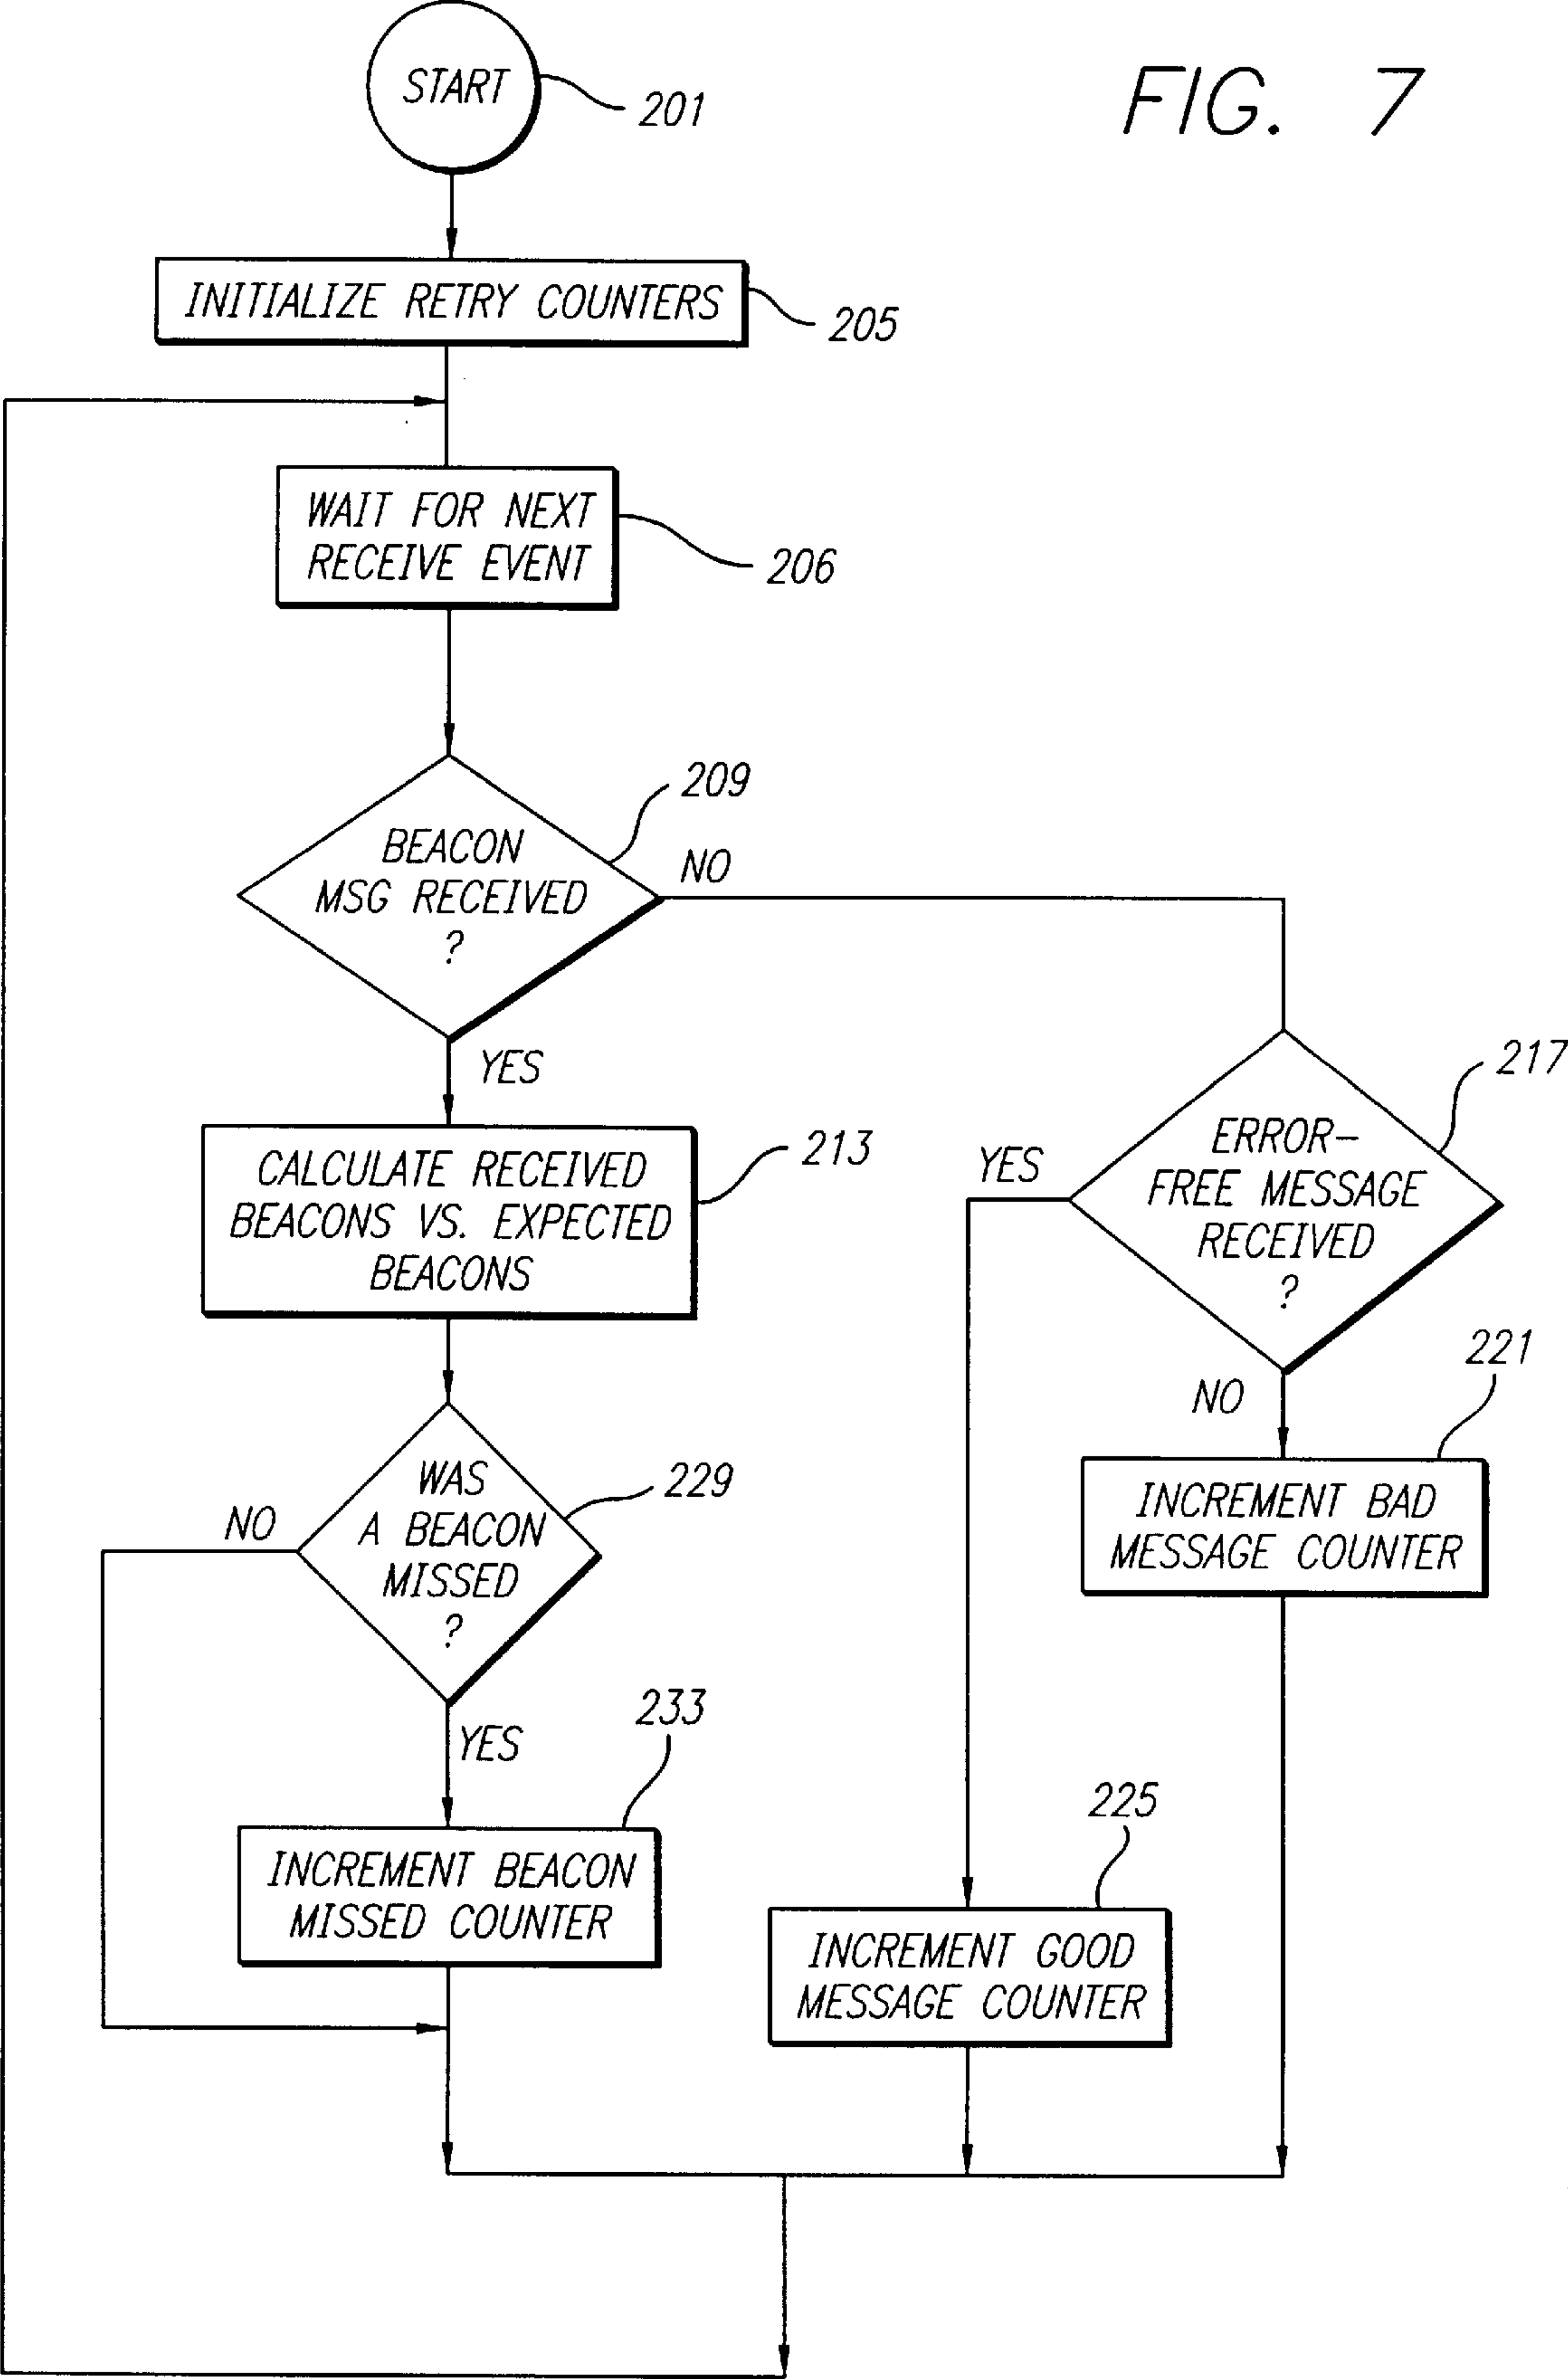 FIG. 7
START
201
INITIALIZE RETRY COUNTERS
205
WAIT FOR NEXT
RECEIVE EVENT
206
209
BEACON
MSG RECEIVED
?
NO
YES
217
ERROR-
FREE MESSAGE
RECEIVED
?
YES
NO
213
CALCULATE RECEIVED
BEACONS VS. EXPECTED
BEACONS
221
INCREMENT BAD
MESSAGE COUNTER
229
WAS
A BEACON
MISSED
?
NO
YES
233
INCREMENT BEACON
MISSED COUNTER
225
INCREMENT GOOD
MESSAGE COUNTER